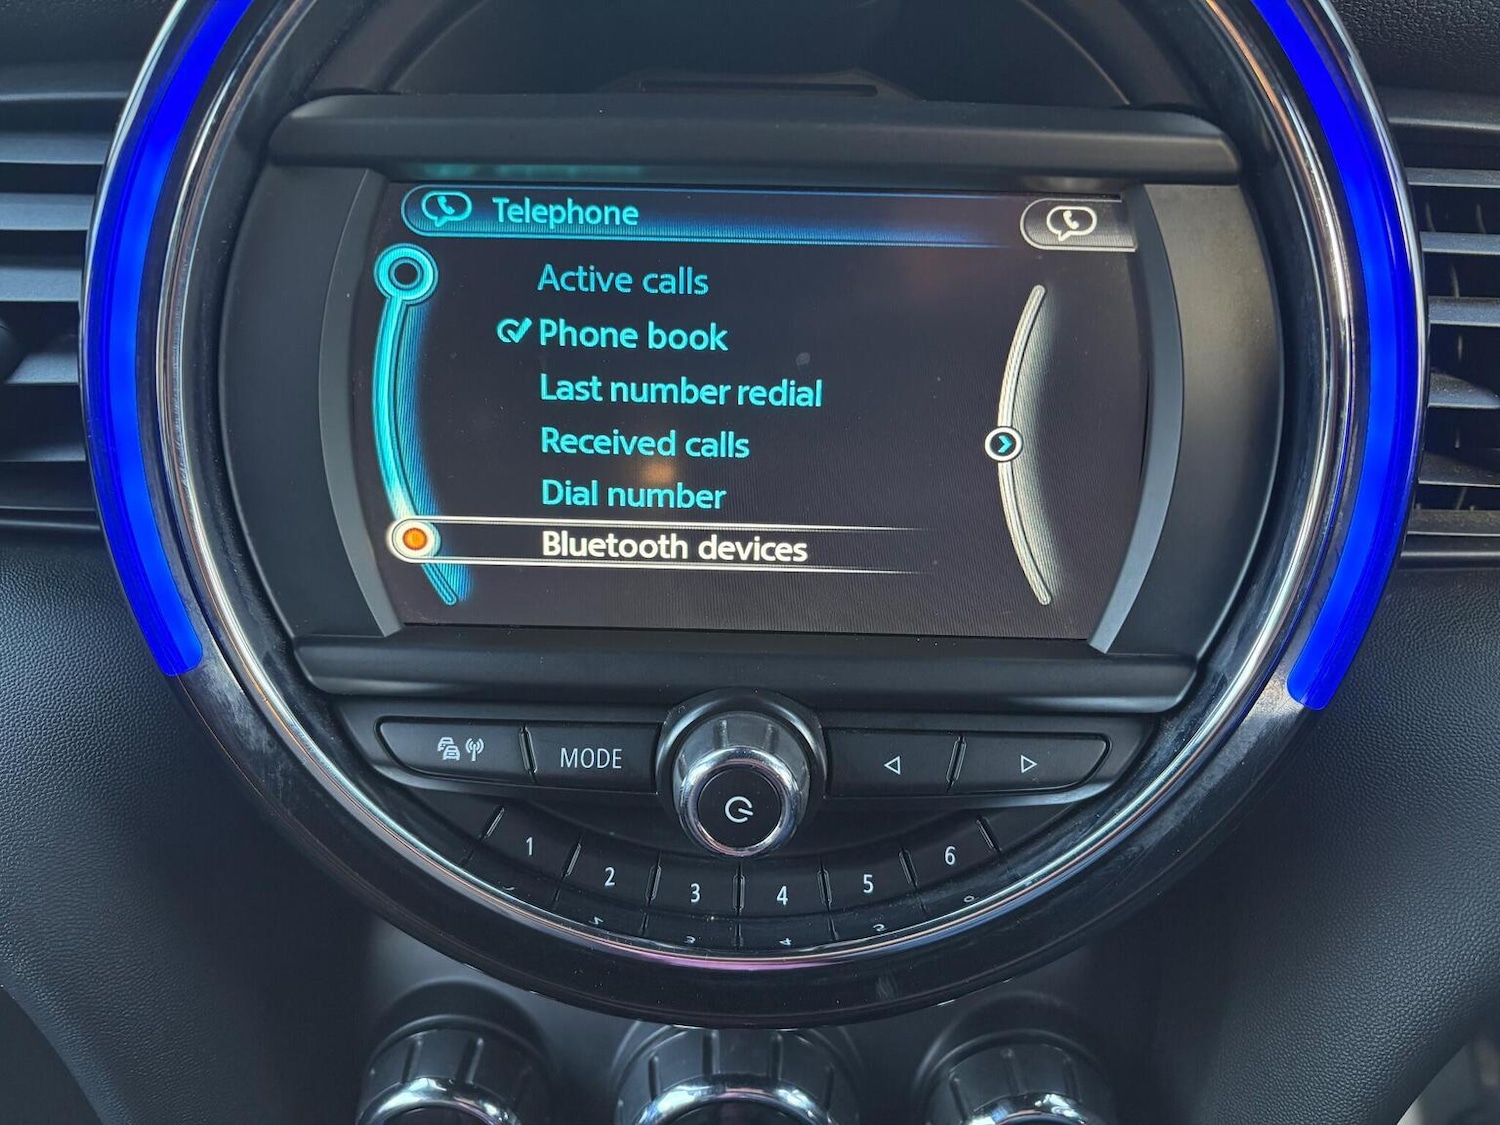 Telephone
Active calls
Phone book
Last number redial
Received calls
Dial number
Bluetooth devices
MODE
1 2 3 4 5 6